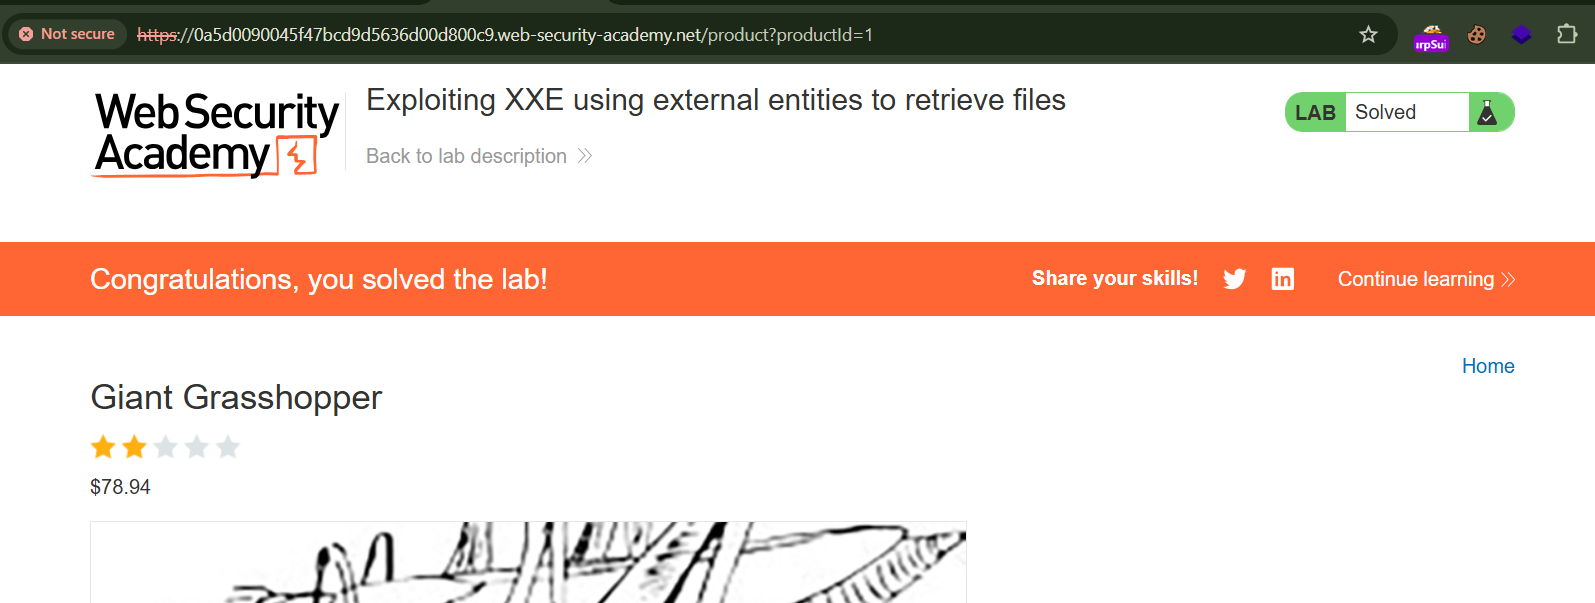 Not secure https://0a5d0090045f47bcd9d5636d00d800c9.web-security-academy.net/product?productId=1
irpSui
Web Security
Academy
Exploiting XXE using external entities to retrieve files
Back to lab description
LAB Solved
Congratulations, you solved the lab!
Share your skills!
Continue learning
Home
Giant Grasshopper
$78.94